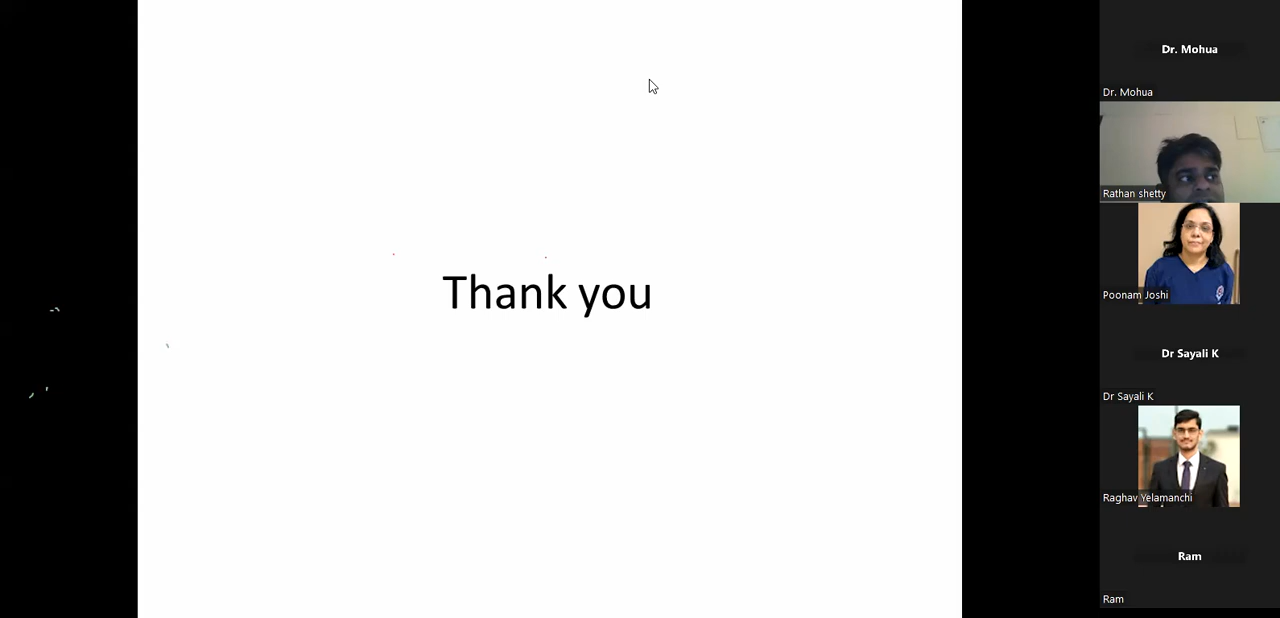 Thank you
Dr. Mohua
Dr. Mohua
Rathan shetty
Poonam Joshi
Dr Sayali K
Dr Sayali K
Raghav Yelamanchi
Ram
Ram